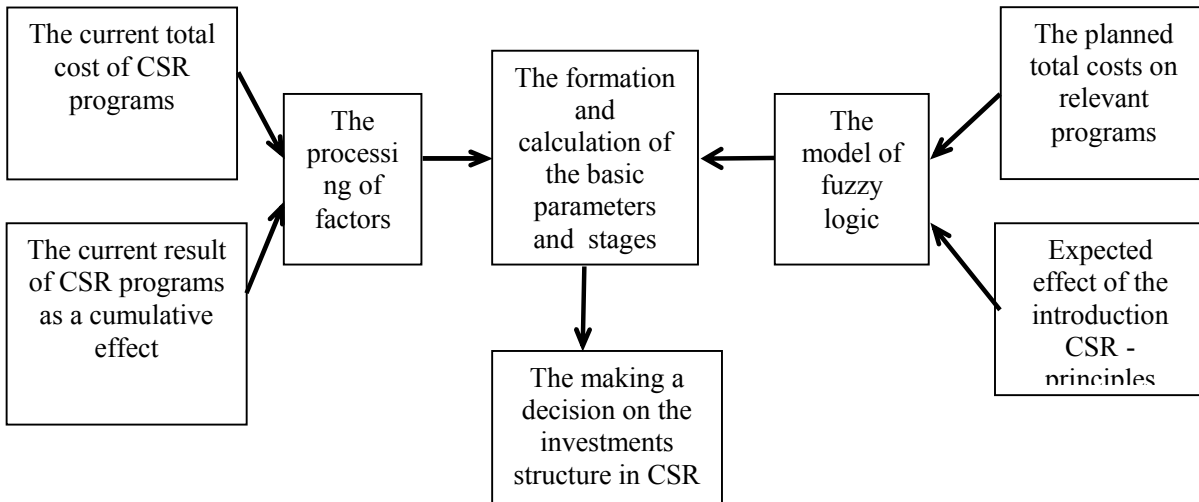 The current total
cost of CSR
programs
The current result
of CSR programs
as a cumulative
effect
The
processi
ng of
factors
The formation
and
calculation of
the basic
parameters
and stages
The making a
decision on the
investments
structure in CSR
The
model of
fuzzy
logic
The planned
total costs on
relevant
programs
Expected
effect of the
introduction
CSR -
principles